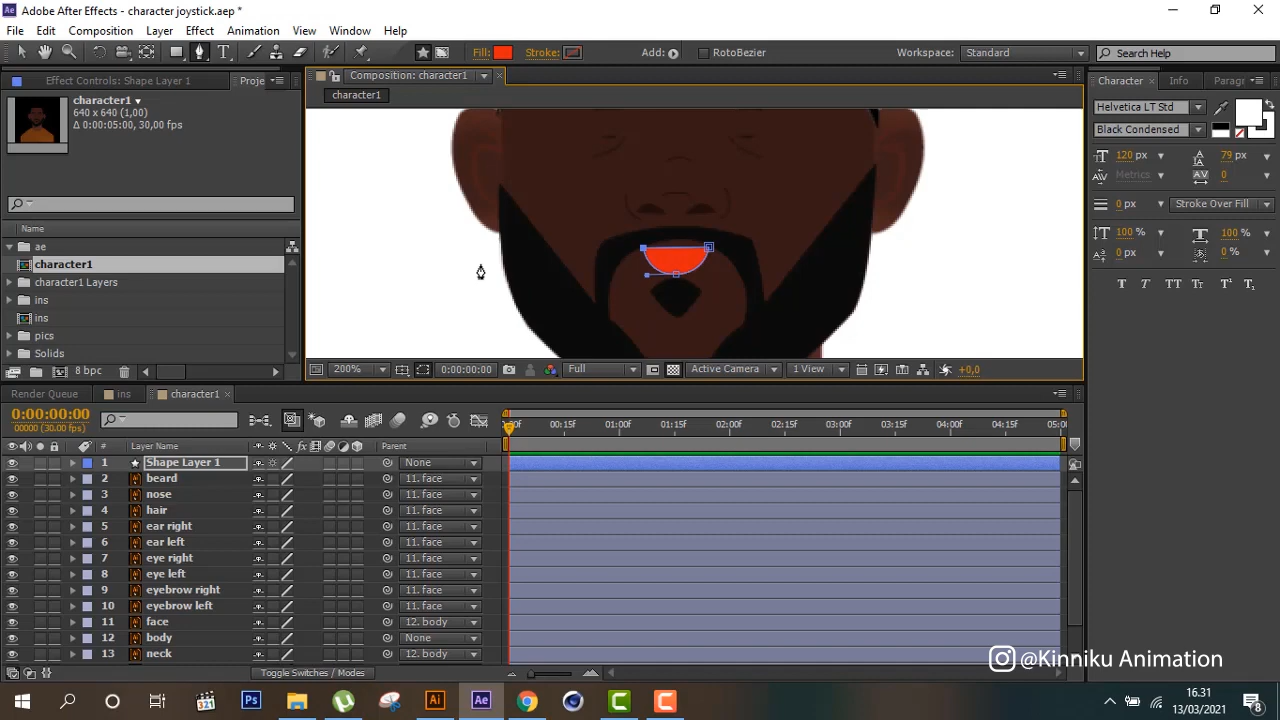 Adobe After Effects - character joystick.aep *
File Edit Composition Layer Effect Animation View Window Help
Fill: Stroke: Add: RotoBezier Workspace: Standard Search Help
Effect Controls: Shape Layer 1 Proje
Composition: character1
Character Info Paragr
character1
character1
640 x 640 (1,00)
Δ 0:00:05:00, 30,00 fps
Helvetica LT Std
Black Condensed
120 px 79 px
Metrics 0
0 px Stroke Over Fill
100 % 100 %
0 px 0 %
T T TT Tt T¹ T₁
Name
ae
character1
character1 Layers
ins
ins
pics
Solids
8 bpc
200% 0:00:00:00 Full Active Camera 1 View +0,0
Render Queue ins character1
0:00:00:00
00000 (30.00 fps)
:00f 00:15f 01:00f 01:15f 02:00f 02:15f 03:00f 03:15f 04:00f 04:15f 05:00
# Layer Name Parent
1 Shape Layer 1 None
2 beard 11. face
3 nose 11. face
4 hair 11. face
5 ear right 11. face
6 ear left 11. face
7 eye right 11. face
8 eye left 11. face
9 eyebrow right 11. face
10 eyebrow left 11. face
11 face 12. body
12 body None
13 neck 12. body
@Kinniku Animation
Toggle Switches / Modes
16.31
13/03/2021
8